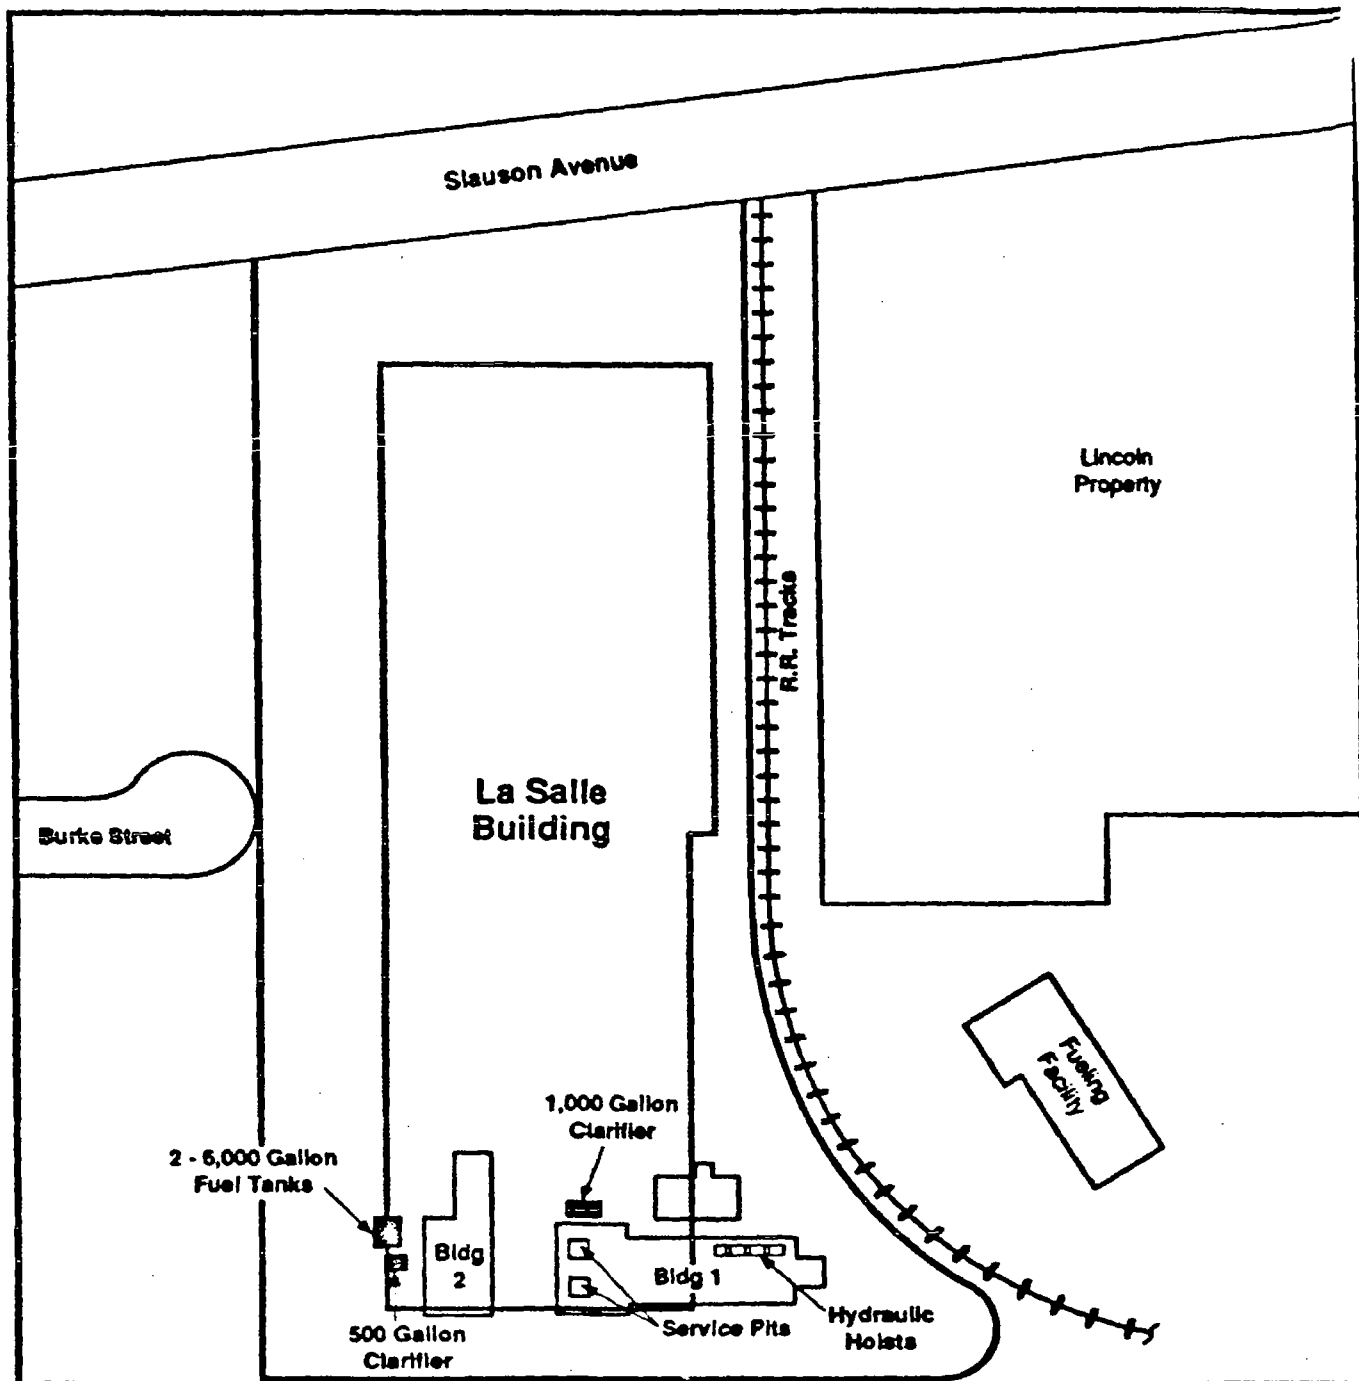 Slauson Avenue
Lincoln
Property
R.R. Tracks
La Salle
Building
Burke Street
Fueling
Facility
1,000 Gallon
Clarifier
2 - 6,000 Gallon
Fuel Tanks
Bldg
2
Bldg 1
Service Pits
Hydraulic
Hoists
500 Gallon
Clarifier